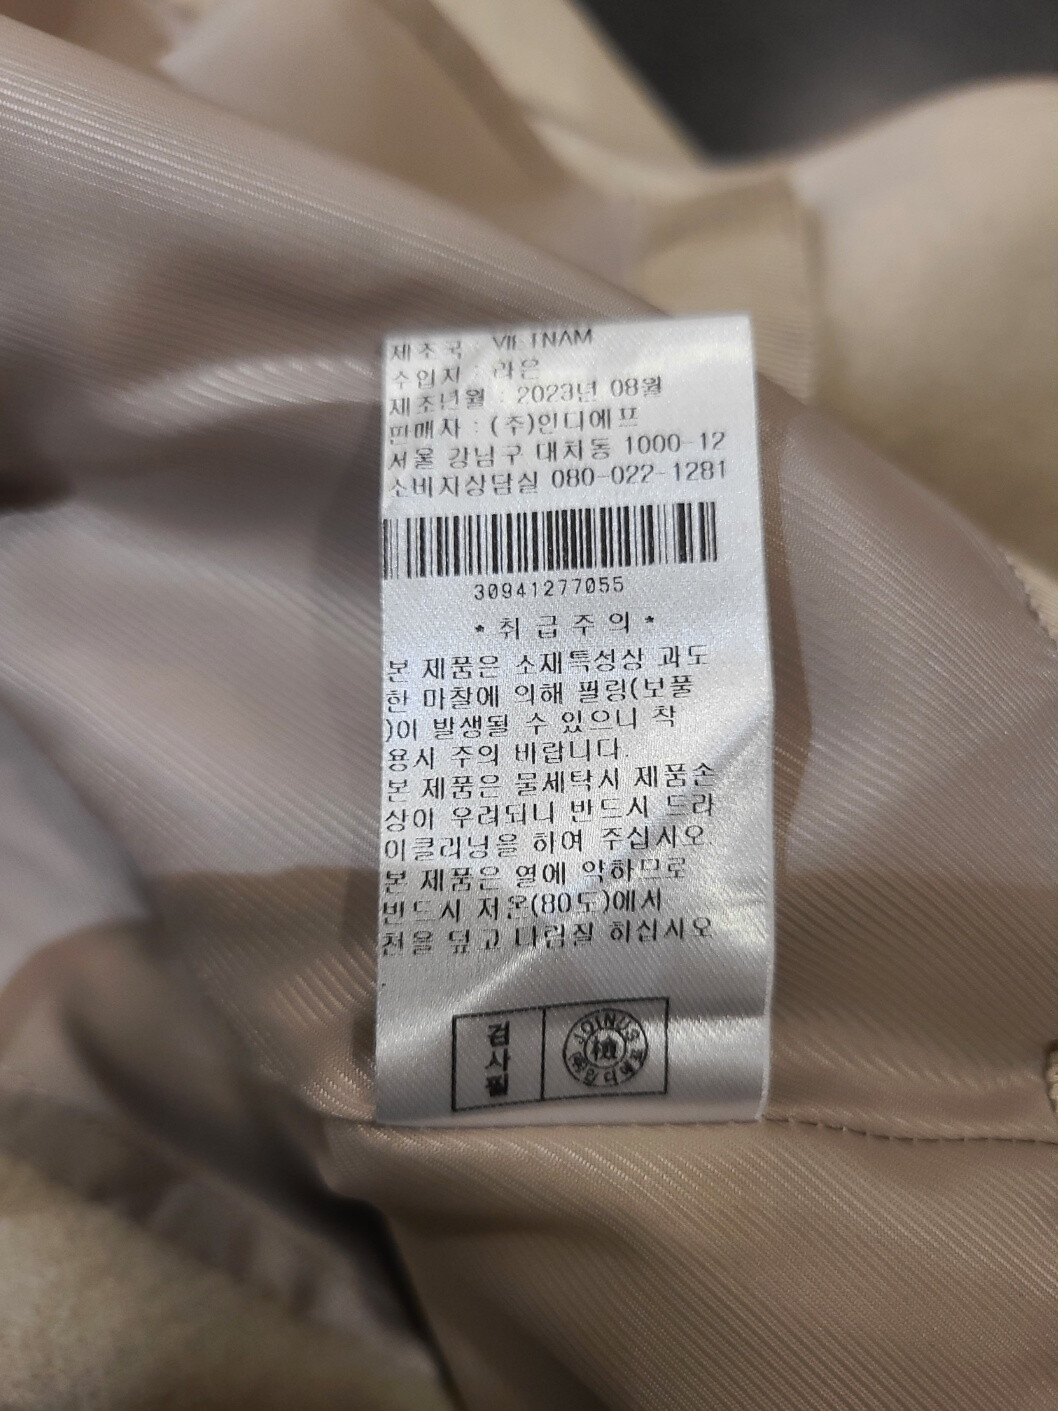 제조국 : VIETNAM
수입자 : 라은
제조년월 : 2023년 08월
판매자 : (주)인디에프
서울 강남구 대치동 1000-12
소비자상담실 080-022-1281
30941277055
*취급주의*
본 제품은 소재특성상 과도
한 마찰에 의해 필링(보풀
)이 발생될 수 있으니 착
용시 주의 바랍니다.
본 제품은 물세탁시 제품손
상이 우려되니 반드시 드라
이클리닝을 하여 주십시오.
본 제품은 열에 약하므로
반드시 저온(80도)에서
천을 덮고 다림질 하십시오
.
검사필
JOINUS
檢
㈜인디에프